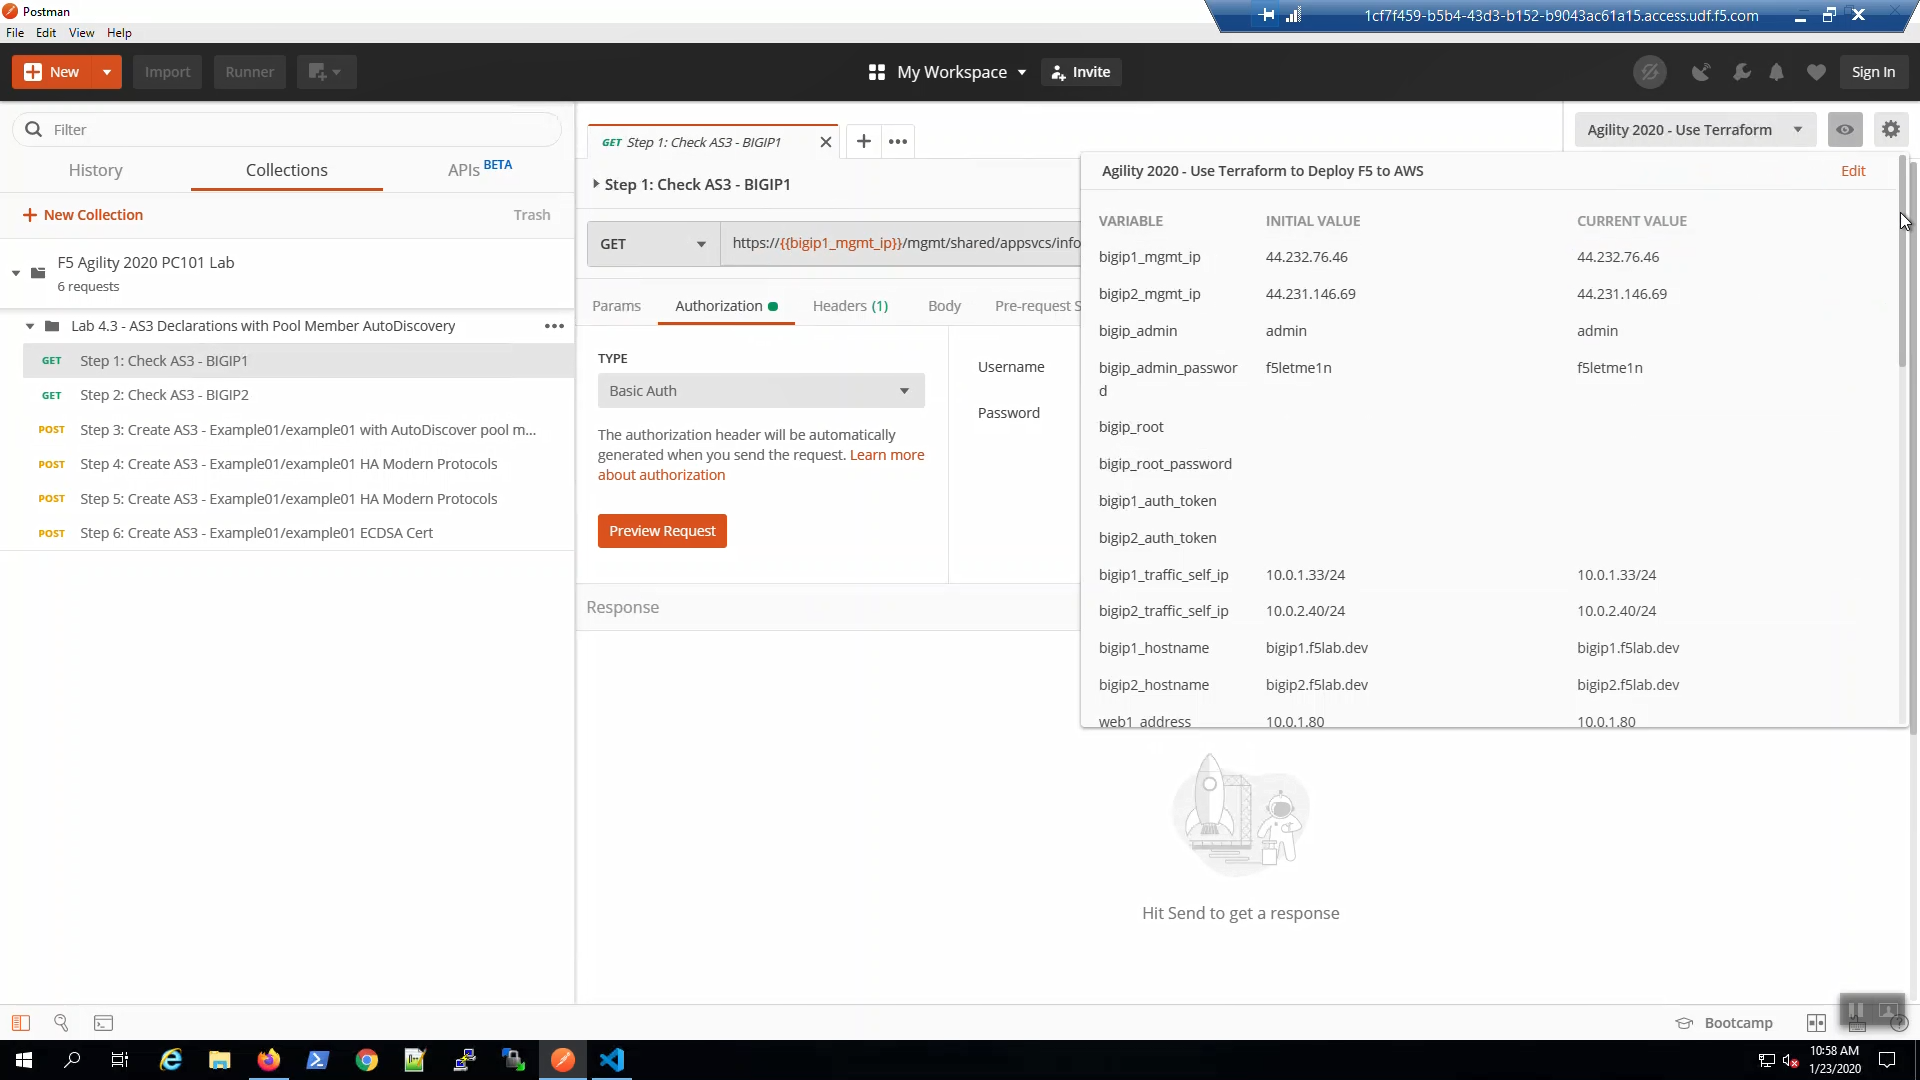 Postman
1cf7f459-b5b4-43d3-b152-b9043ac61a15.access.udf.f5.com
File Edit View Help
New
Import
Runner
My Workspace
Invite
Sign In
Filter
History
Collections
APIs BETA
New Collection
Trash
F5 Agility 2020 PC101 Lab
6 requests
Lab 4.3 - AS3 Declarations with Pool Member AutoDiscovery
GET Step 1: Check AS3 - BIGIP1
GET Step 2: Check AS3 - BIGIP2
POST Step 3: Create AS3 - Example01/example01 with AutoDiscover pool m...
POST Step 4: Create AS3 - Example01/example01 HA Modern Protocols
POST Step 5: Create AS3 - Example01/example01 HA Modern Protocols
POST Step 6: Create AS3 - Example01/example01 ECDSA Cert
GET Step 1: Check AS3 - BIGIP1
Agility 2020 - Use Terraform
Step 1: Check AS3 - BIGIP1
GET
https://{{bigip1_mgmt_ip}}/mgmt/shared/appsvcs/info
Params
Authorization
Headers (1)
Body
Pre-request S
TYPE
Basic Auth
The authorization header will be automatically
generated when you send the request. Learn more
about authorization
Preview Request
Username
Password
Agility 2020 - Use Terraform to Deploy F5 to AWS
Edit
VARIABLE INITIAL VALUE CURRENT VALUE
bigip1_mgmt_ip 44.232.76.46 44.232.76.46
bigip2_mgmt_ip 44.231.146.69 44.231.146.69
bigip_admin admin admin
bigip_admin_passwor f5letme1n f5letme1n
d
bigip_root
bigip_root_password
bigip1_auth_token
bigip2_auth_token
bigip1_traffic_self_ip 10.0.1.33/24 10.0.1.33/24
bigip2_traffic_self_ip 10.0.2.40/24 10.0.2.40/24
bigip1_hostname bigip1.f5lab.dev bigip1.f5lab.dev
bigip2_hostname bigip2.f5lab.dev bigip2.f5lab.dev
web1_address 10.0.1.80 10.0.1.80
Response
Hit Send to get a response
Bootcamp
10:58 AM
1/23/2020